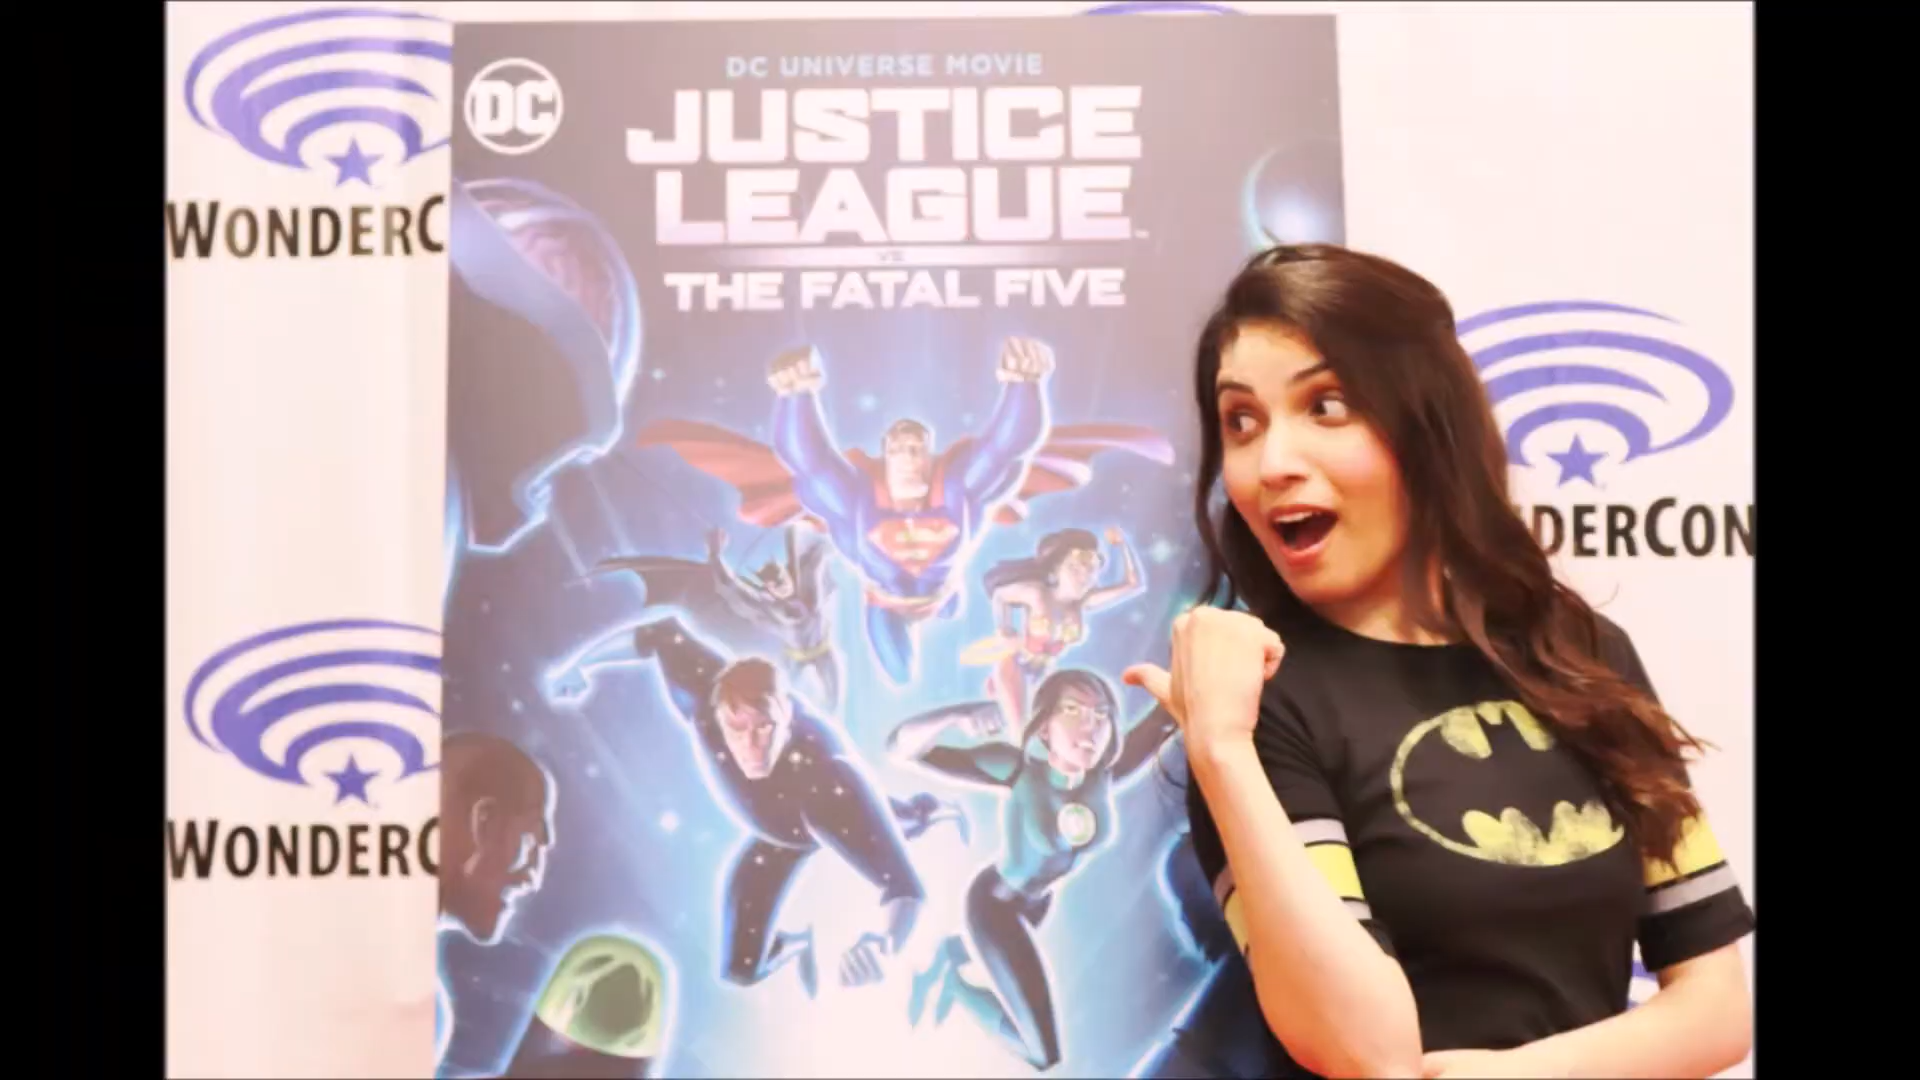 DC UNIVERSE MOVIE
DC
JUSTICE
LEAGUE
VS
THE FATAL FIVE
WONDERC
DERCON
WONDERC